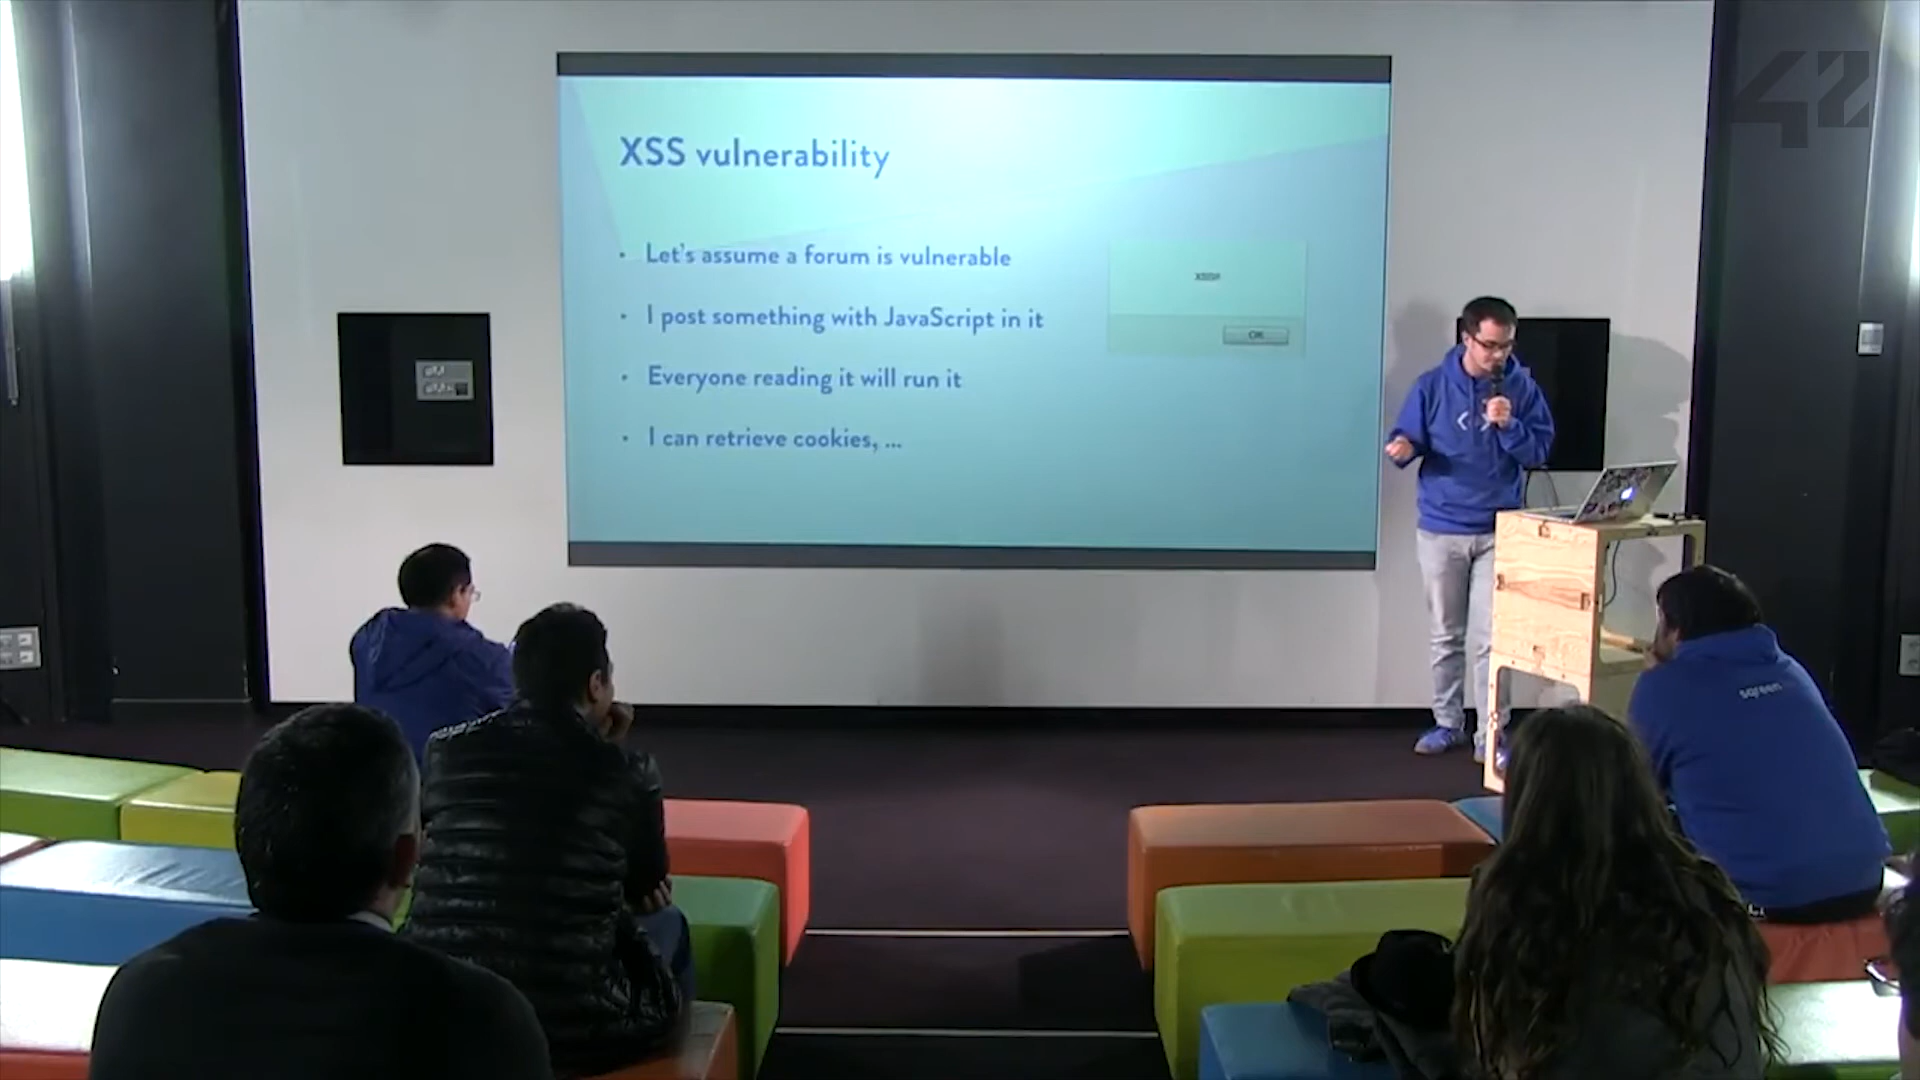 42
XSS vulnerability
• Let's assume a forum is vulnerable
• I post something with JavaScript in it
• Everyone reading it will run it
• I can retrieve cookies, ...
OK
sqreen